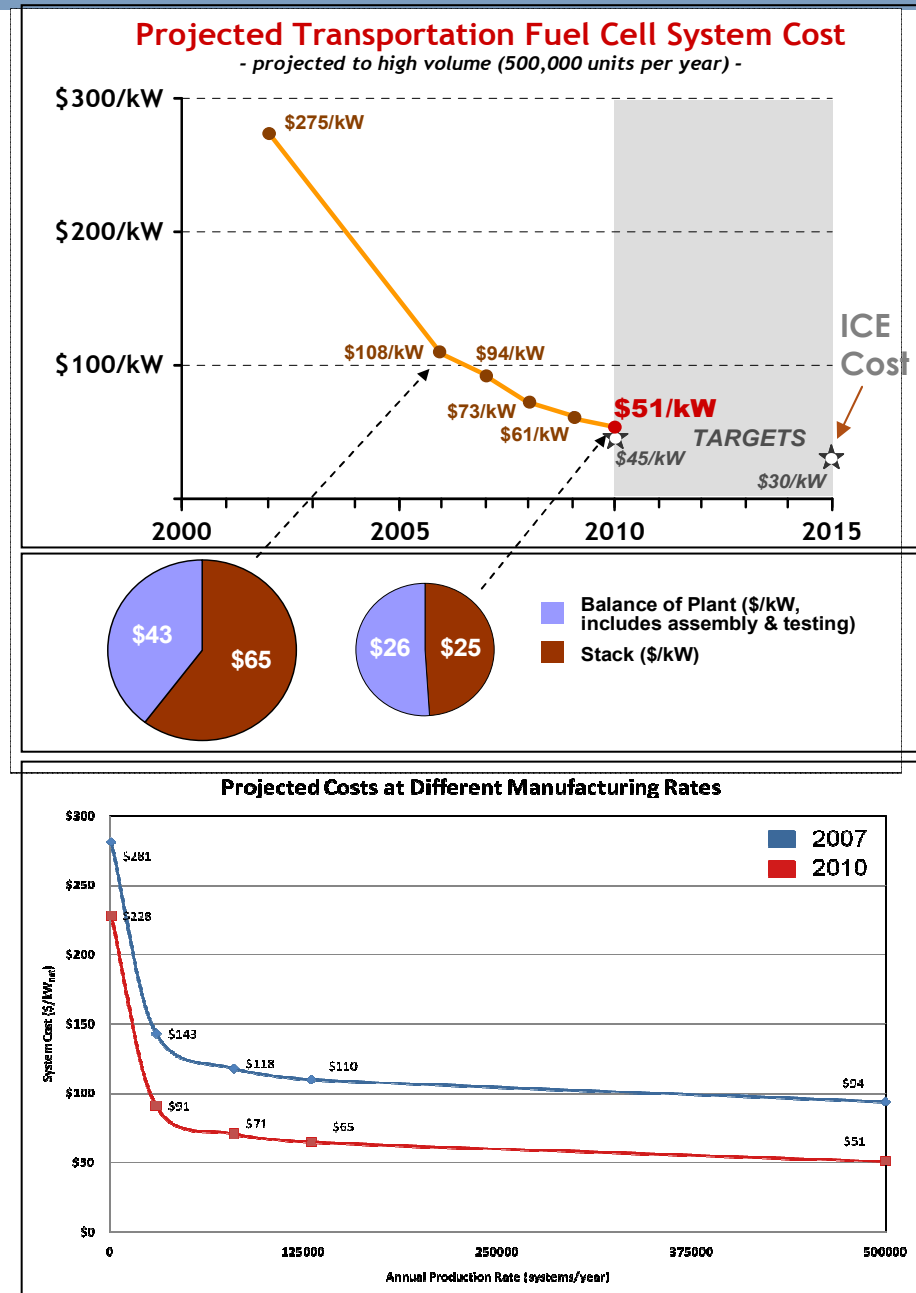 Projected Transportation Fuel Cell System Cost
- projected to high volume (500,000 units per year) -
$300/kW
$275/kW
$200/kW
ICE
Cost
$100/kW
$108/kW
$94/kW
$73/kW
$61/kW
$51/kW
TARGETS
$45/kW
$30/kW
2000
2005
2010
2015
$43
$65
$26
$25
Balance of Plant ($/kW,
includes assembly & testing)
Stack ($/kW)
Projected Costs at Different Manufacturing Rates
$300
$250
$200
$150
$100
$50
$0
System Cost ($/kWnet)
2007
2010
$281
$228
$143
$118
$110
$94
$91
$71
$65
$51
0
125000
250000
375000
500000
Annual Production Rate (systems/year)